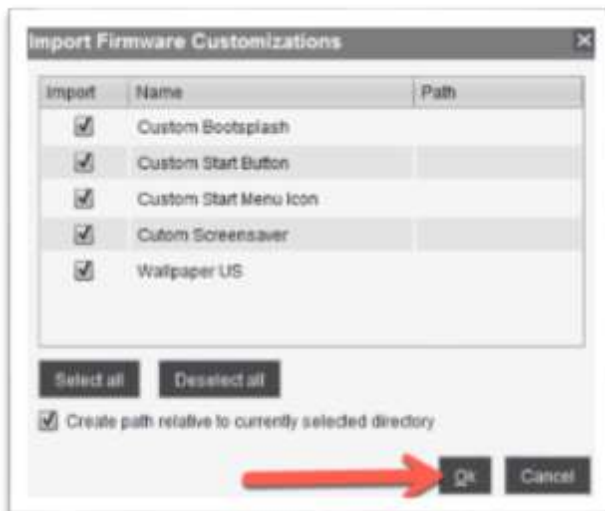 Import Firmware Customizations
Import Name Path
Custom Bootsplash
Custom Start Button
Custom Start Menu Icon
Cutom Screensaver
Wallpaper US
Select all Deselect all
Create path relative to currently selected directory
Ok Cancel